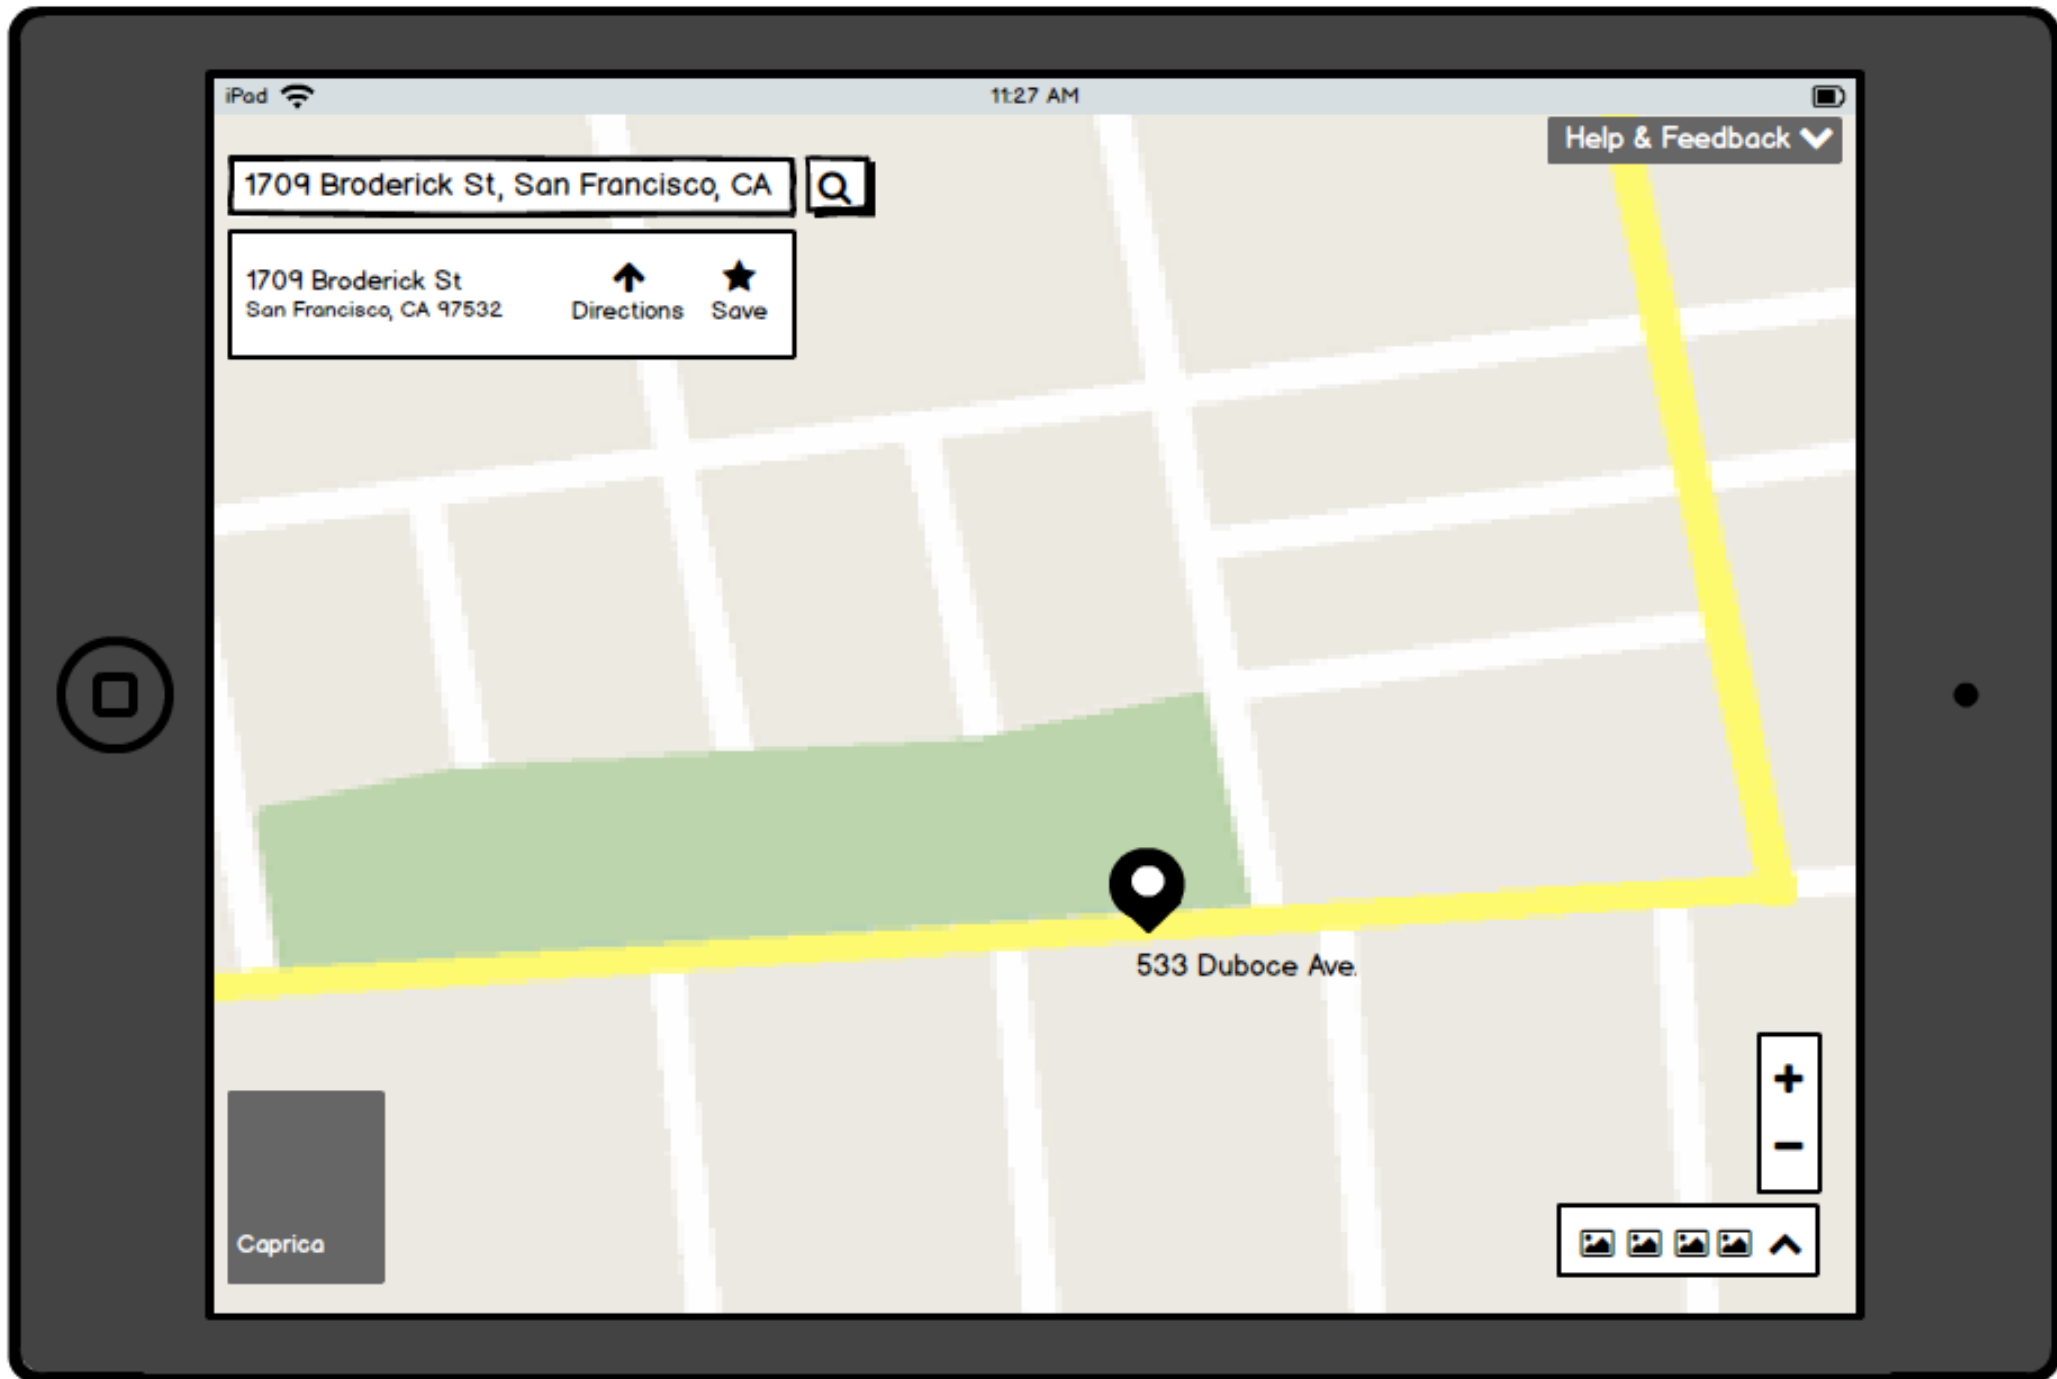 iPad
11:27 AM
Help & Feedback
1709 Broderick St, San Francisco, CA
1709 Broderick St
San Francisco, CA 97532
Directions
Save
533 Duboce Ave.
Caprica